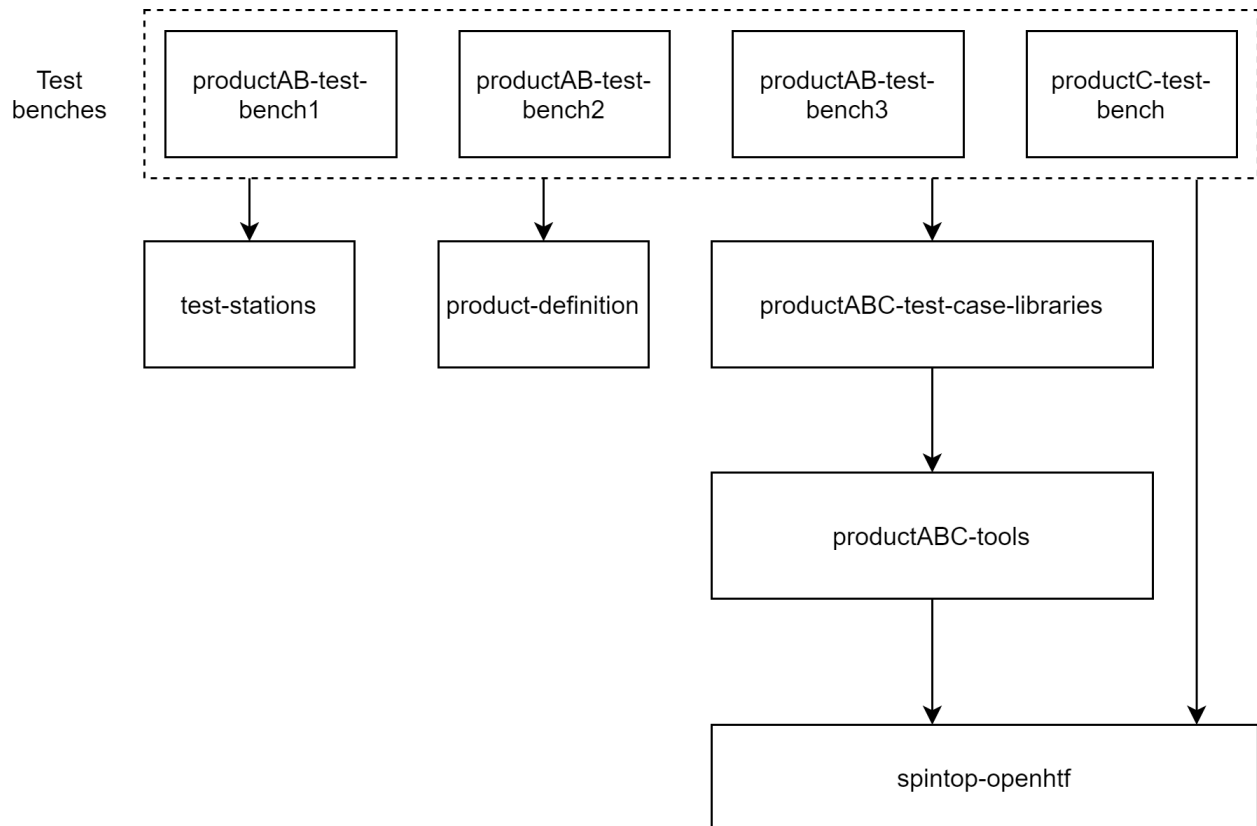 Test
benches
productAB-test-
bench1
productAB-test-
bench2
productAB-test-
bench3
productC-test-
bench
test-stations
product-definition
productABC-test-case-libraries
productABC-tools
spintop-openhtf